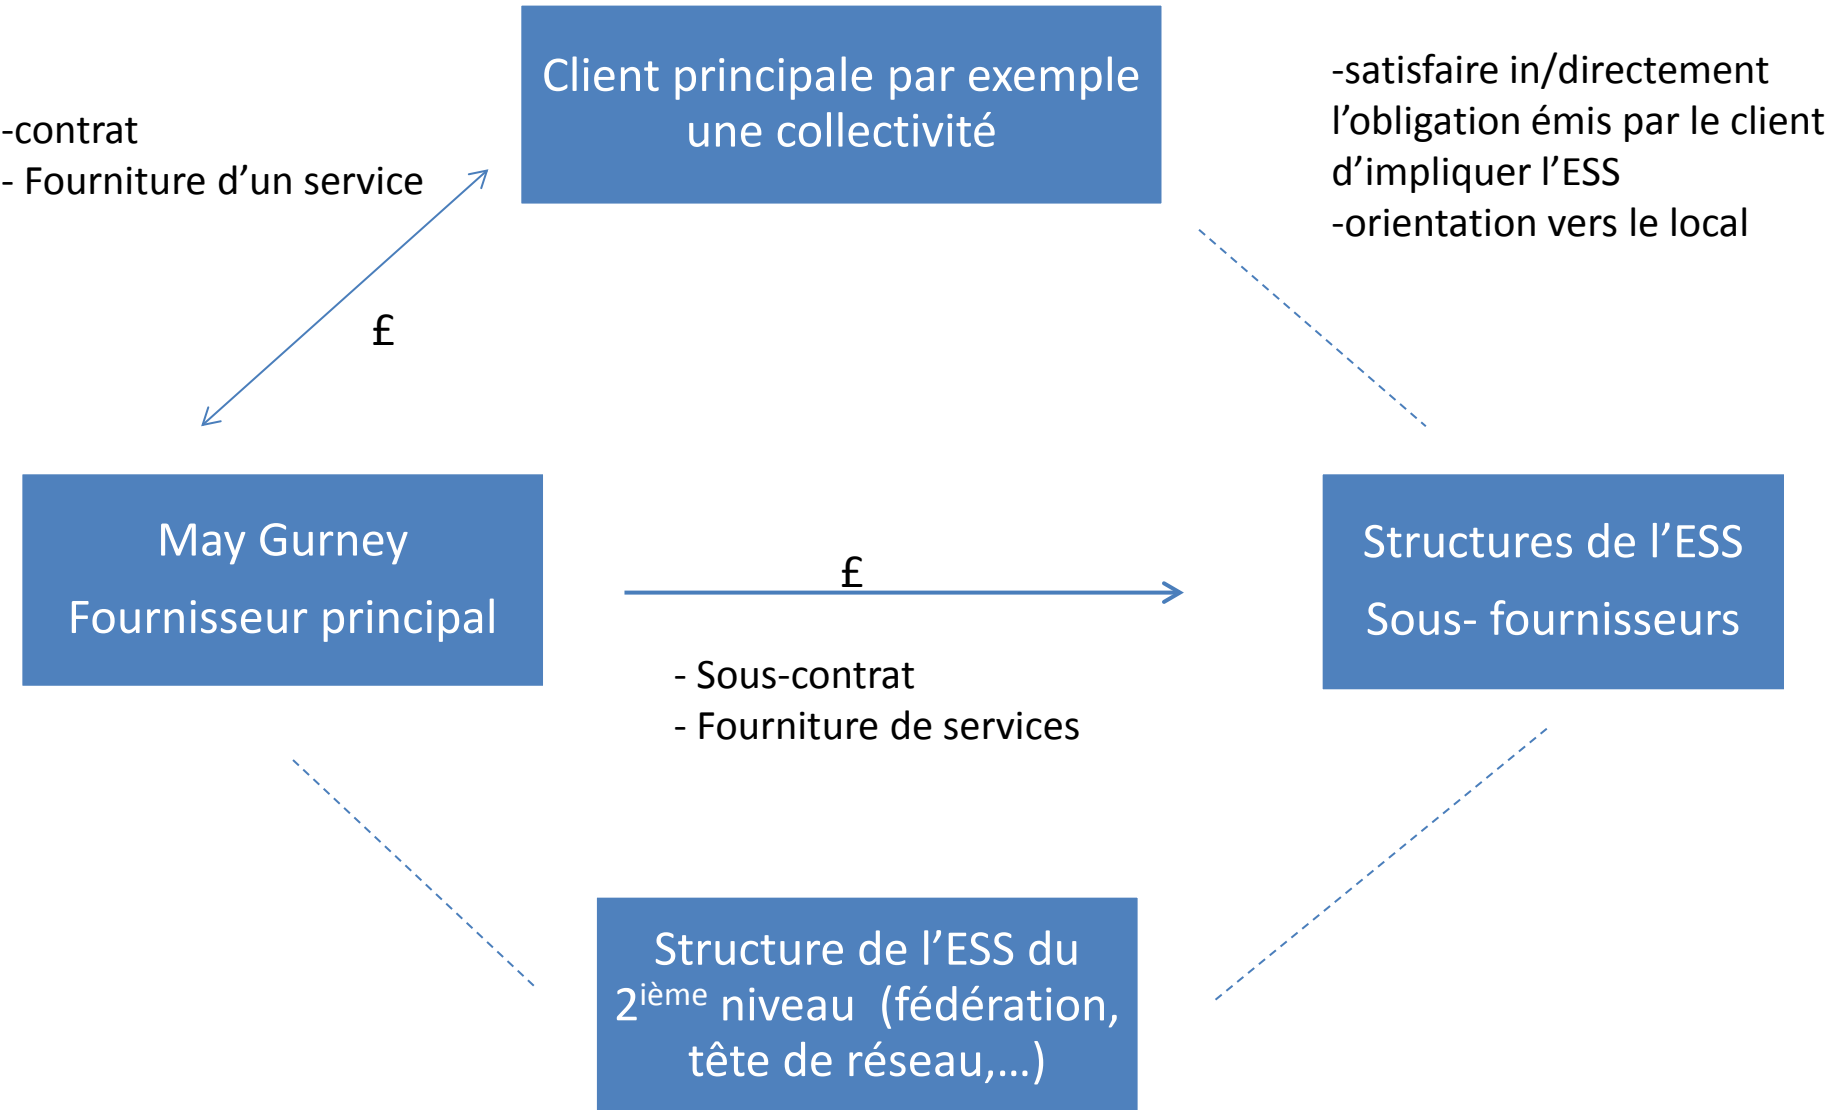 Client principale par exemple
une collectivité
-satisfaire in/directement
l’obligation émis par le client
d’impliquer l’ESS
-orientation vers le local
-contrat
- Fourniture d’un service
£
May Gurney
Fournisseur principal
£
Structures de l’ESS
Sous- fournisseurs
- Sous-contrat
- Fourniture de services
Structure de l’ESS du
2ième niveau (fédération,
tête de réseau,…)